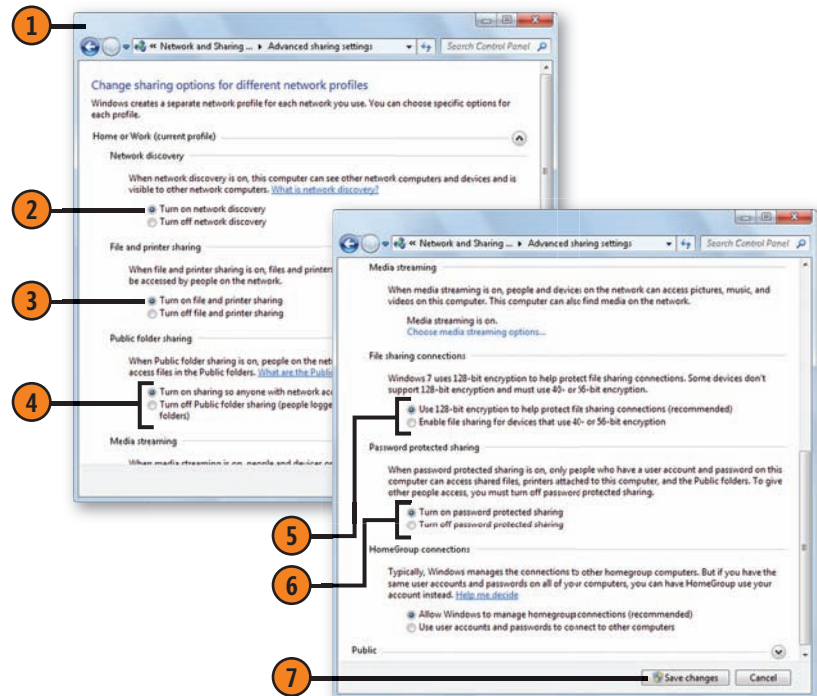 1
« Network and Sharing ... ▸ Advanced sharing settings
Search Control Panel
Change sharing options for different network profiles
Windows creates a separate network profile for each network you use. You can choose specific options for
each profile.
Home or Work (current profile)
Network discovery
When network discovery is on, this computer can see other network computers and devices and is
visible to other network computers. What is network discovery?
2
Turn on network discovery
Turn off network discovery
File and printer sharing
When file and printer sharing is on, files and printers
be accessed by people on the network.
3
Turn on file and printer sharing
Turn off file and printer sharing
Public folder sharing
When Public folder sharing is on, people on the net
access files in the Public folders. What are the Public
4
Turn on sharing so anyone with network acc
Turn off Public folder sharing (people logge
folders)
Media streaming
When media streaming is on, people and devices on
« Network and Sharing ... ▸ Advanced sharing settings
Search Control Panel
Media streaming
When media streaming is on, people and devices on the network can access pictures, music, and
videos on this computer. This computer can also find media on the network.
Media streaming is on.
Choose media streaming options...
File sharing connections
Windows 7 uses 128-bit encryption to help protect file sharing connections. Some devices don't
support 128-bit encryption and must use 40- or 56-bit encryption.
5
Use 128-bit encryption to help protect file sharing connections (recommended)
Enable file sharing for devices that use 40- or 56-bit encryption
Password protected sharing
When password protected sharing is on, only people who have a user account and password on this
computer can access shared files, printers attached to this computer, and the Public folders. To give
other people access, you must turn off password protected sharing.
6
Turn on password protected sharing
Turn off password protected sharing
HomeGroup connections
Typically, Windows manages the connections to other homegroup computers. But if you have the
same user accounts and passwords on all of your computers, you can have HomeGroup use your
account instead. Help me decide
Allow Windows to manage homegroup connections (recommended)
Use user accounts and passwords to connect to other computers
Public
7
Save changes
Cancel